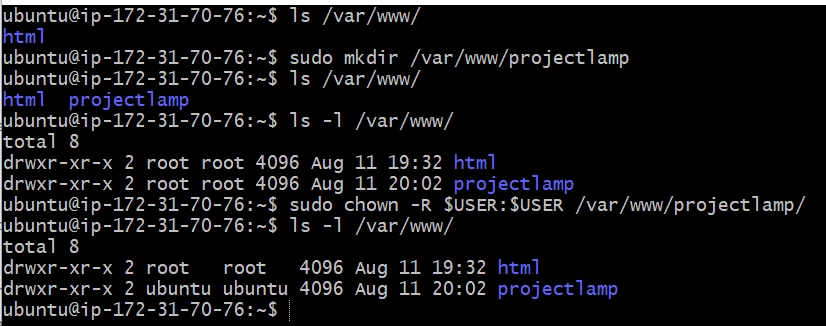 ubuntu@ip-172-31-70-76:~$ ls /var/www/
html
ubuntu@ip-172-31-70-76:~$ sudo mkdir /var/www/projectlamp
ubuntu@ip-172-31-70-76:~$ ls /var/www/
html  projectlamp
ubuntu@ip-172-31-70-76:~$ ls -l /var/www/
total 8
drwxr-xr-x 2 root root 4096 Aug 11 19:32 html
drwxr-xr-x 2 root root 4096 Aug 11 20:02 projectlamp
ubuntu@ip-172-31-70-76:~$ sudo chown -R $USER:$USER /var/www/projectlamp/
ubuntu@ip-172-31-70-76:~$ ls -l /var/www/
total 8
drwxr-xr-x 2 root   root   4096 Aug 11 19:32 html
drwxr-xr-x 2 ubuntu ubuntu 4096 Aug 11 20:02 projectlamp
ubuntu@ip-172-31-70-76:~$